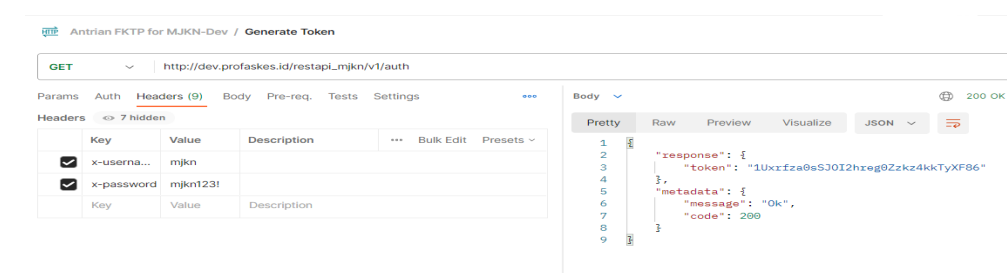 HTTP Antrian FKTP for MJKN-Dev / Generate Token
GET http://dev.profaskes.id/restapi_mjkn/v1/auth
Params Auth Headers (9) Body Pre-req. Tests Settings
Headers 7 hidden
Key Value Description Bulk Edit Presets
x-userna... mjkn
x-password mjkn123!
Key Value Description
Body 200 OK
Pretty Raw Preview Visualize JSON
1 {
2 "response": {
3 "token": "1Uxrfza0sSJOI2hreg0Zzkz4kkTyXF86"
4 },
5 "metadata": {
6 "message": "Ok",
7 "code": 200
8 }
9 }